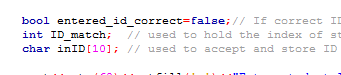 bool entered_id_correct=false;// If correct ID
int ID_match;  // used to hold the index of st
char inID[10]; // used to accept and store ID